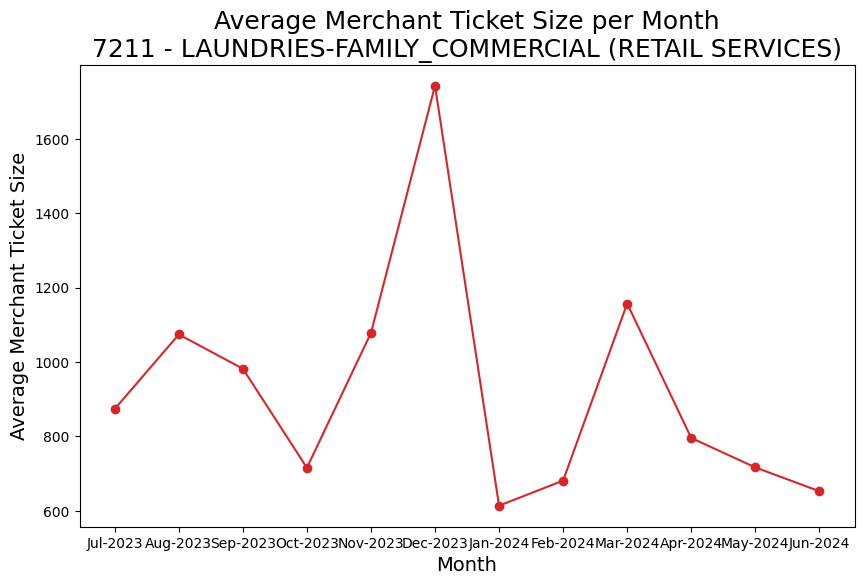 Average Merchant Ticket Size per Month
7211 - LAUNDRIES-FAMILY_COMMERCIAL (RETAIL SERVICES)
Average Merchant Ticket Size
1600
1400
1200
1000
800
600
Jul-2023 Aug-2023 Sep-2023 Oct-2023 Nov-2023 Dec-2023 Jan-2024 Feb-2024 Mar-2024 Apr-2024 May-2024 Jun-2024
Month